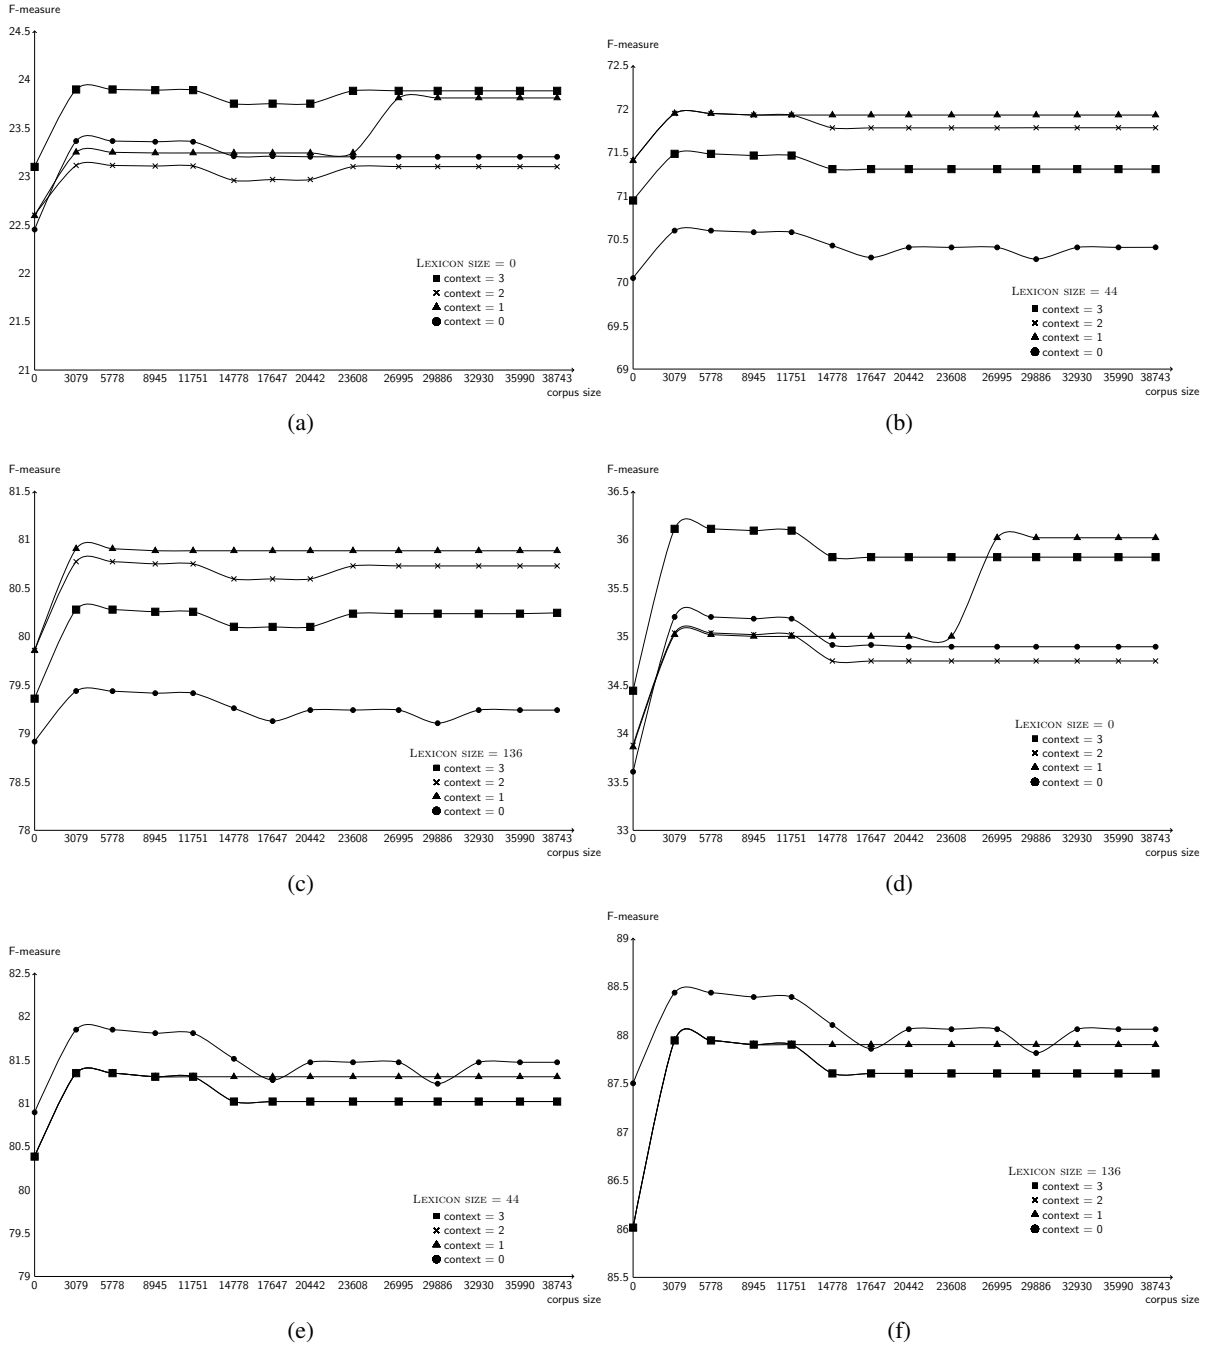 F-measure
24.5
24
23.5
23
22.5
22
21.5
21
LEXICON SIZE = 0
context = 3
context = 2
context = 1
context = 0
0 3079 5778 8945 11751 14778 17647 20442 23608 26995 29886 32930 35990 38743
corpus size
(a)
F-measure
72.5
72
71.5
71
70.5
70
69.5
69
LEXICON SIZE = 44
context = 3
context = 2
context = 1
context = 0
0 3079 5778 8945 11751 14778 17647 20442 23608 26995 29886 32930 35990 38743
corpus size
(b)
F-measure
81.5
81
80.5
80
79.5
79
78.5
78
LEXICON SIZE = 136
context = 3
context = 2
context = 1
context = 0
0 3079 5778 8945 11751 14778 17647 20442 23608 26995 29886 32930 35990 38743
corpus size
(c)
F-measure
36.5
36
35.5
35
34.5
34
33.5
33
LEXICON SIZE = 0
context = 3
context = 2
context = 1
context = 0
0 3079 5778 8945 11751 14778 17647 20442 23608 26995 29886 32930 35990 38743
corpus size
(d)
F-measure
82.5
82
81.5
81
80.5
80
79.5
79
LEXICON SIZE = 44
context = 3
context = 2
context = 1
context = 0
0 3079 5778 8945 11751 14778 17647 20442 23608 26995 29886 32930 35990 38743
corpus size
(e)
F-measure
89
88.5
88
87.5
87
86.5
86
85.5
LEXICON SIZE = 136
context = 3
context = 2
context = 1
context = 0
0 3079 5778 8945 11751 14778 17647 20442 23608 26995 29886 32930 35990 38743
corpus size
(f)